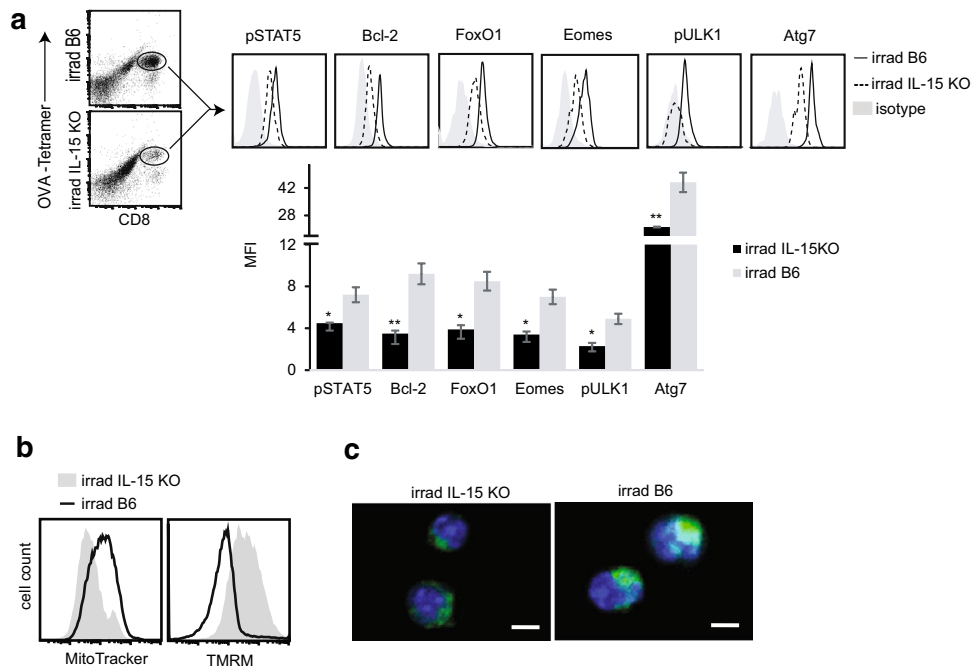 a
OVA -Tetramer
irrad B6
irrad IL-15 KO
CD8
pSTAT5 Bcl-2 FoxO1 Eomes pULK1 Atg7
irrad B6
irrad IL-15 KO
isotype
MFI
42
28
12
8
4
0
* ** * * * **
pSTAT5 Bcl-2 FoxO1 Eomes pULK1 Atg7
irrad IL-15KO
irrad B6
b
irrad IL-15 KO
irrad B6
cell count
MitoTracker TMRM
c
irrad IL-15 KO irrad B6